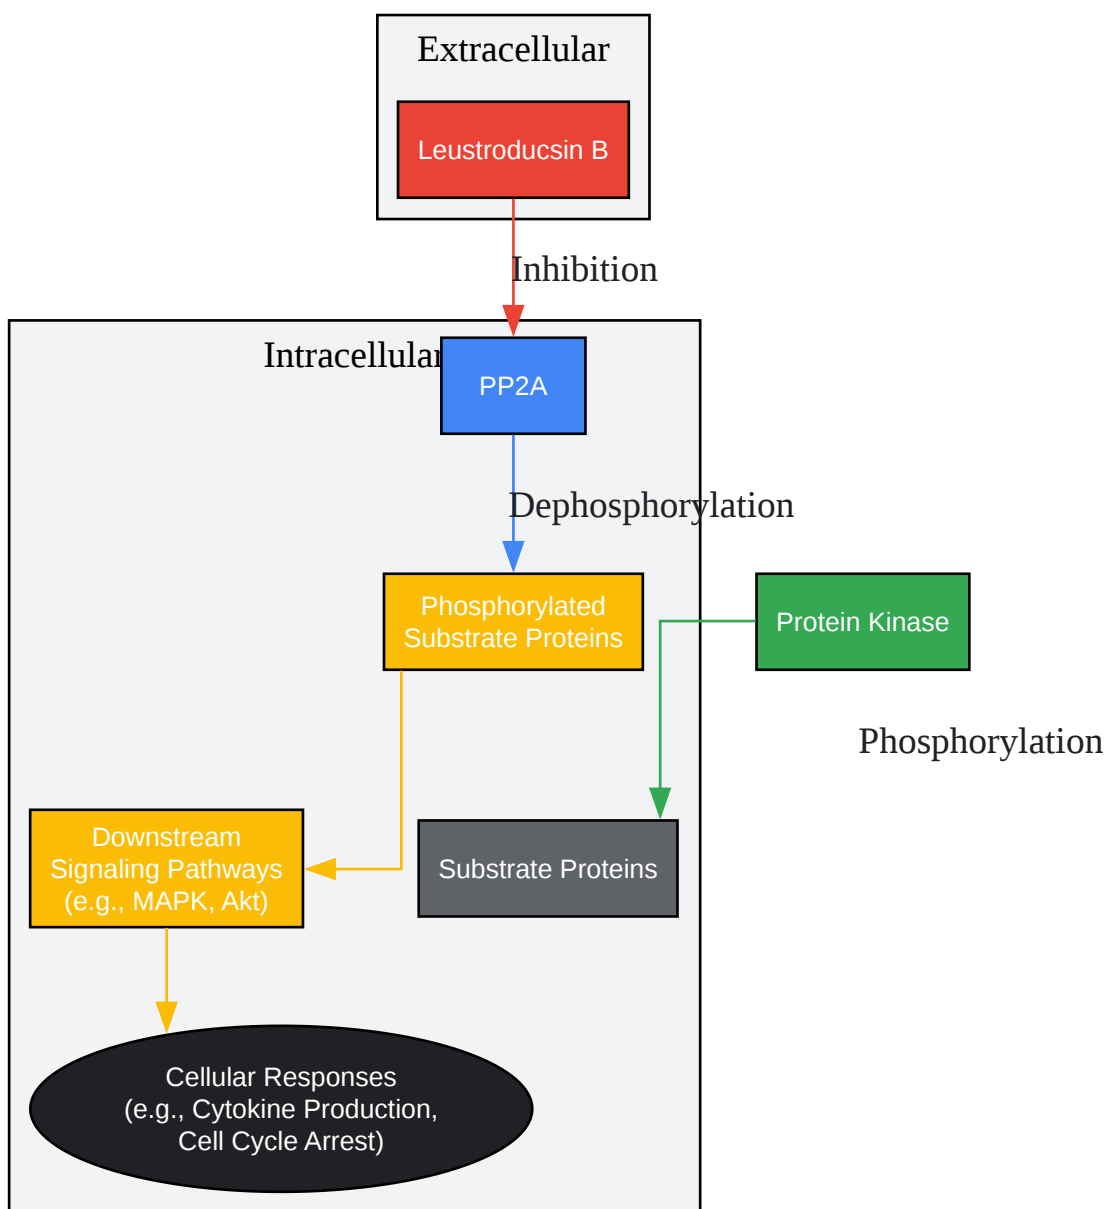 Extracellular
Leustroducsin B
Inhibition
Intracellular
PP2A
Dephosphorylation
Phosphorylated
Substrate Proteins
Protein Kinase
Phosphorylation
Downstream
Signaling Pathways
(e.g., MAPK, Akt)
Substrate Proteins
Cellular Responses
(e.g., Cytokine Production,
Cell Cycle Arrest)